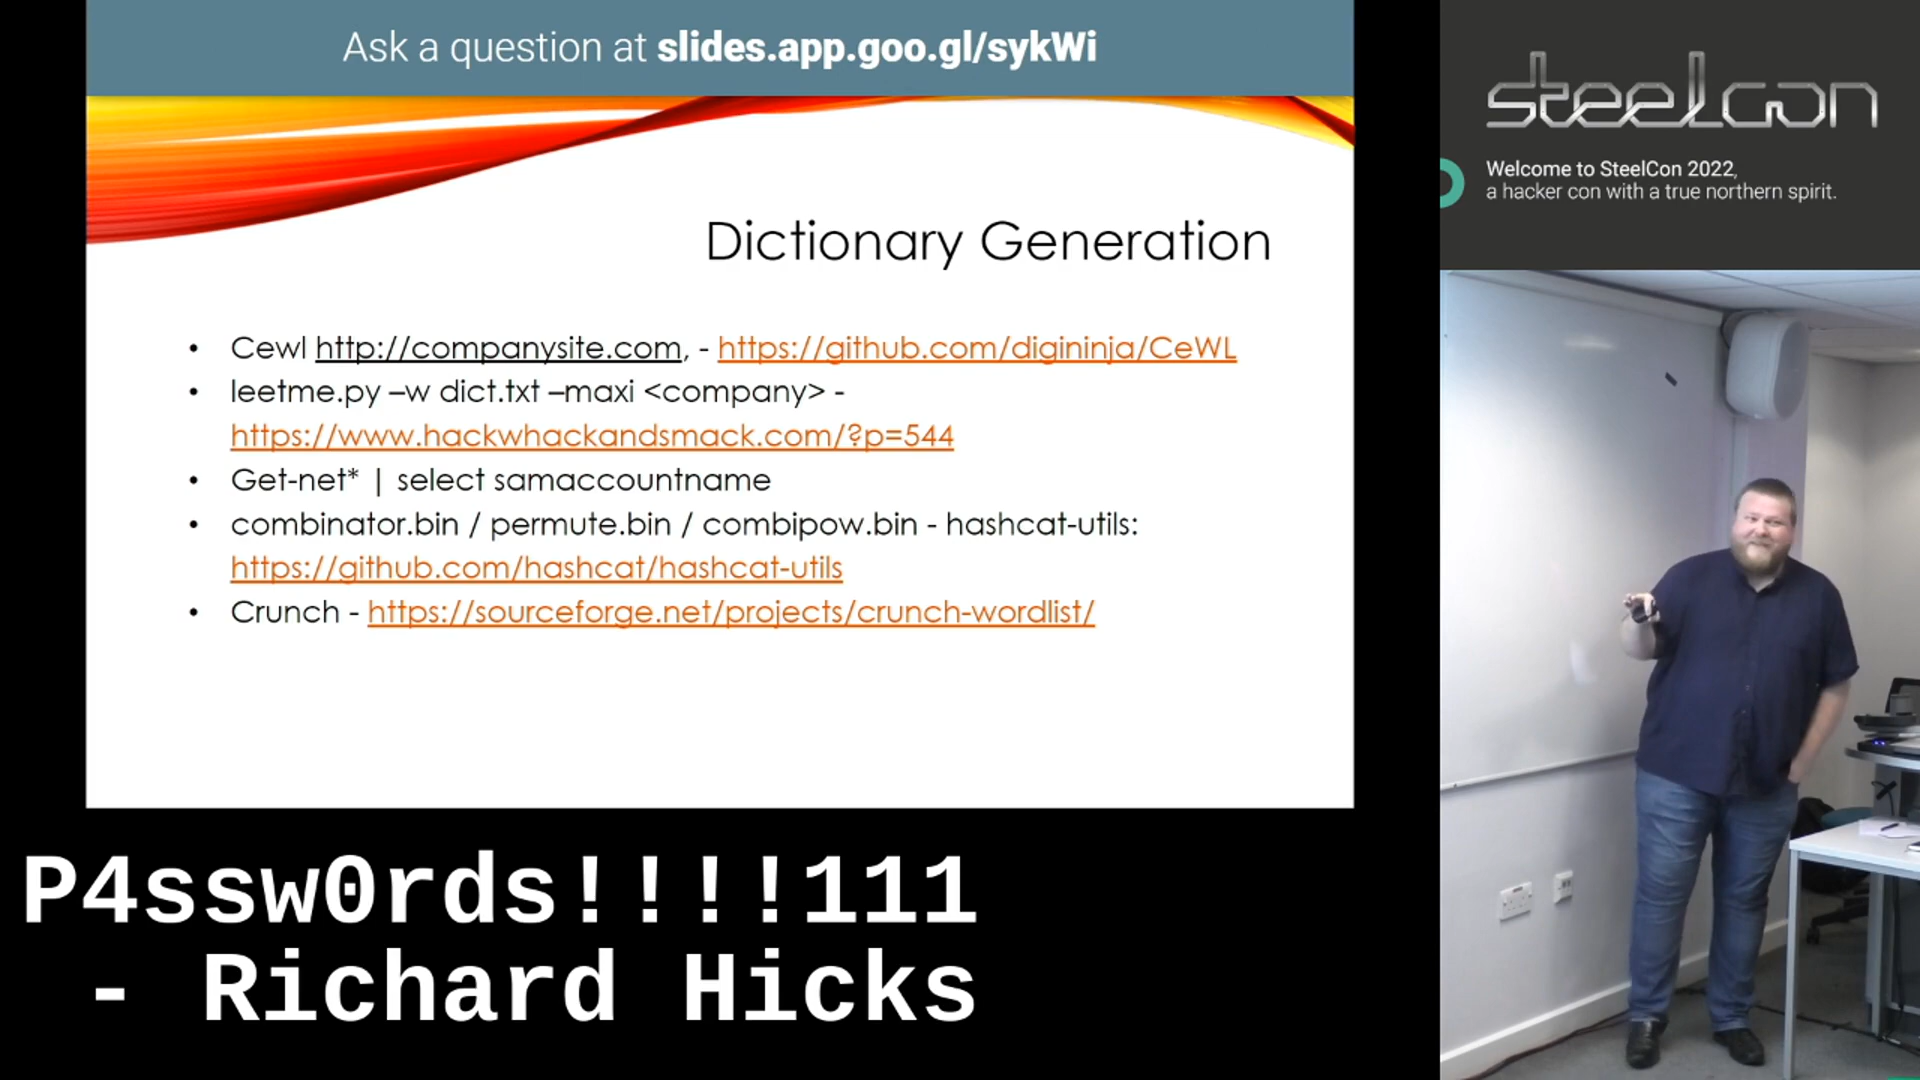 Ask a question at slides.app.goo.gl/sykWi
Dictionary Generation
• Cewl http://companysite.com, - https://github.com/digininja/CeWL
• leetme.py –w dict.txt –maxi <company> -
https://www.hackwhackandsmack.com/?p=544
• Get-net* | select samaccountname
• combinator.bin / permute.bin / combipow.bin - hashcat-utils:
https://github.com/hashcat/hashcat-utils
• Crunch - https://sourceforge.net/projects/crunch-wordlist/
P4ssw0rds!!!!111
- Richard Hicks
steelcon
Welcome to SteelCon 2022,
a hacker con with a true northern spirit.